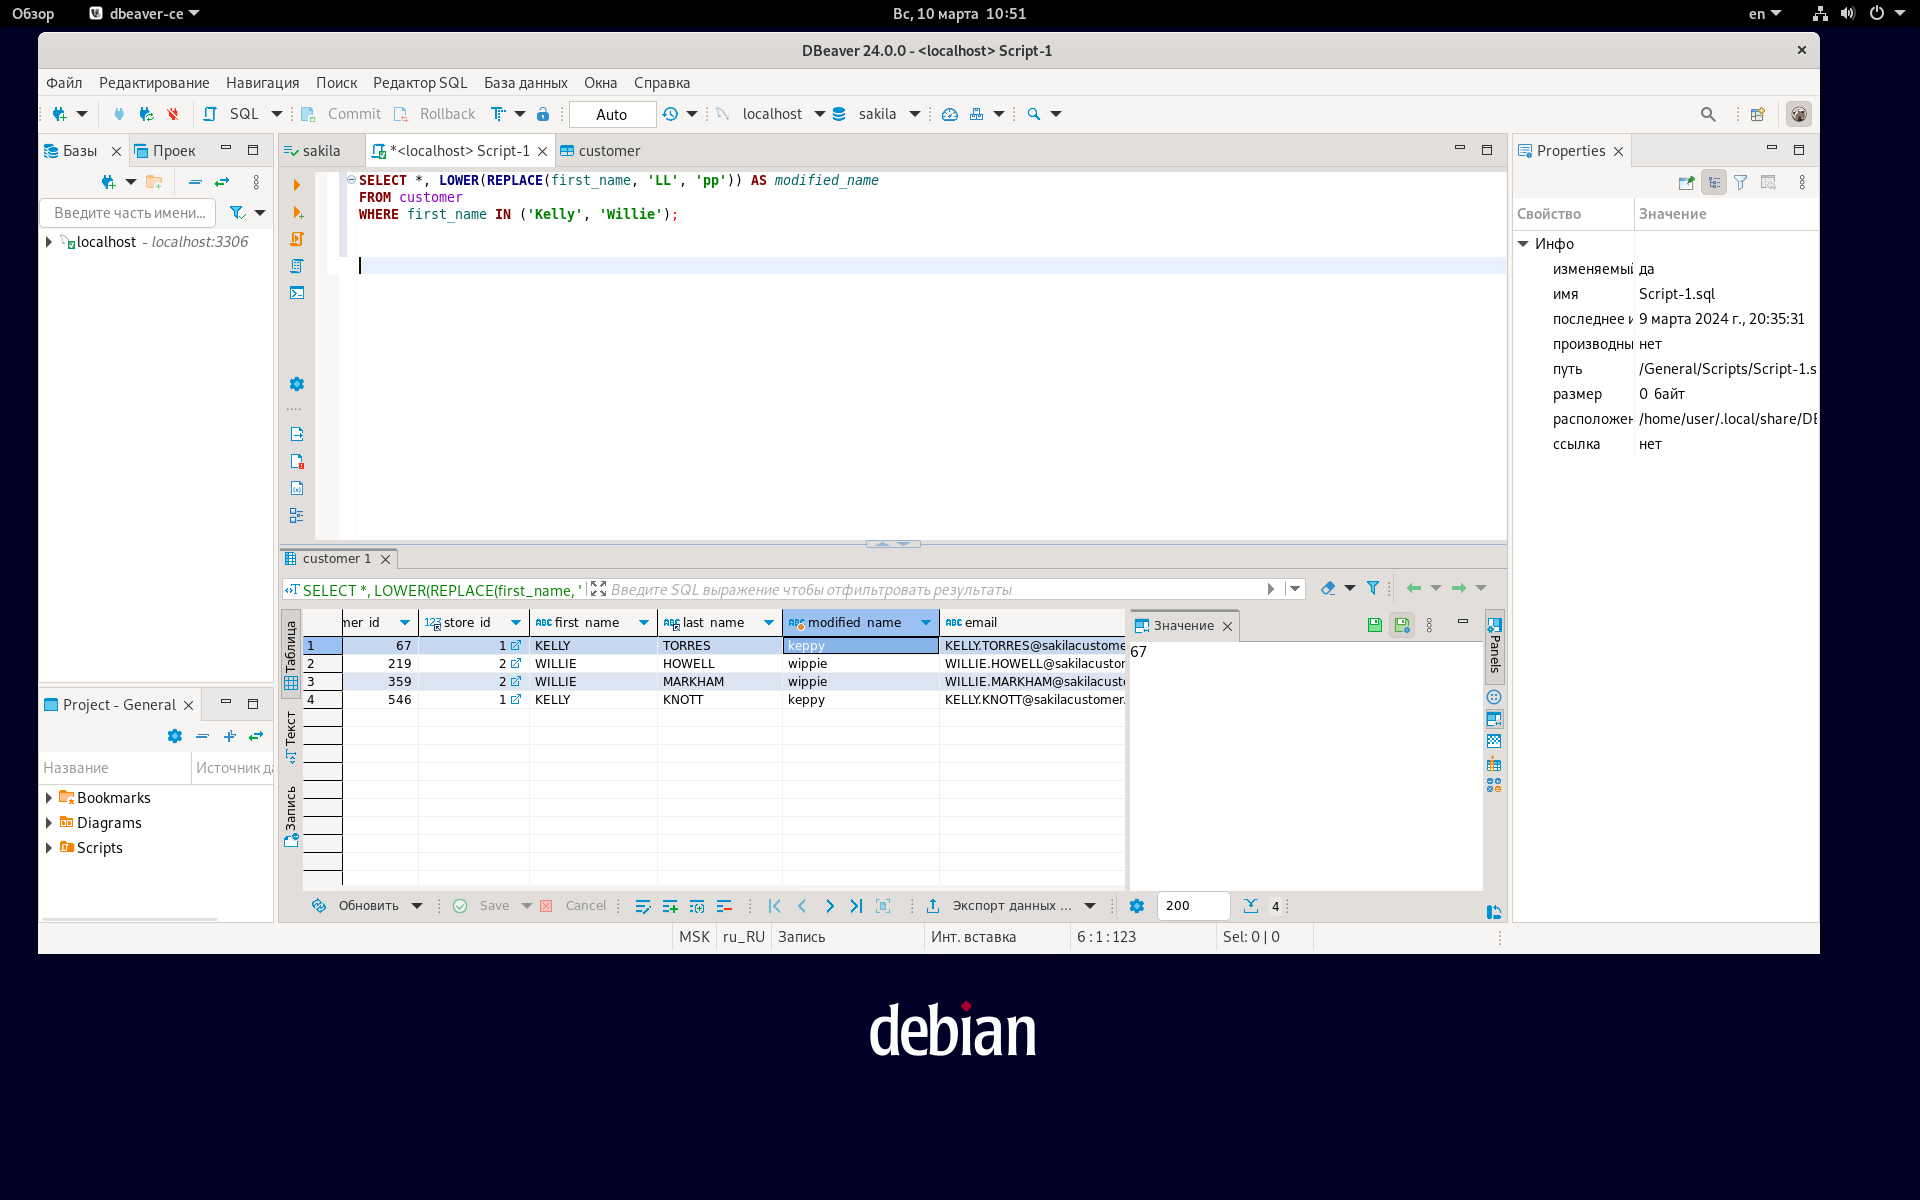 Обзор
dbeaver-ce
Вс, 10 марта 10:51
en
DBeaver 24.0.0 - <localhost> Script-1
Файл Редактирование Навигация Поиск Редактор SQL База данных Окна Справка
SQL Commit Rollback Auto localhost sakila
Базы
Проек
Введите часть имени...
localhost - localhost:3306
Project - General
Название Источник да
Bookmarks
Diagrams
Scripts
sakila
*<localhost> Script-1
customer
SELECT *, LOWER(REPLACE(first_name, 'LL', 'pp')) AS modified_name
FROM customer
WHERE first_name IN ('Kelly', 'Willie');
customer 1
SELECT *, LOWER(REPLACE(first_name, '
Введите SQL выражение чтобы отфильтровать результаты
Таблица
Текст
Запись
mer_id 123 store_id ABC first_name ABC last_name ABC modified_name ABC email
1 67 1 KELLY TORRES keppy KELLY.TORRES@sakilacustome
2 219 2 WILLIE HOWELL wippie WILLIE.HOWELL@sakilacustor
3 359 2 WILLIE MARKHAM wippie WILLIE.MARKHAM@sakilacust
4 546 1 KELLY KNOTT keppy KELLY.KNOTT@sakilacustomer.
Значение
67
Panels
Обновить Save Cancel Экспорт данных ... 200 4
MSK ru_RU Запись Инт. вставка 6 : 1 : 123 Sel: 0 | 0
Properties
Свойство Значение
Инфо
изменяемый да
имя Script-1.sql
последнее и 9 марта 2024 г., 20:35:31
производны нет
путь /General/Scripts/Script-1.s
размер 0 байт
расположен /home/user/.local/share/DB
ссылка нет
debian